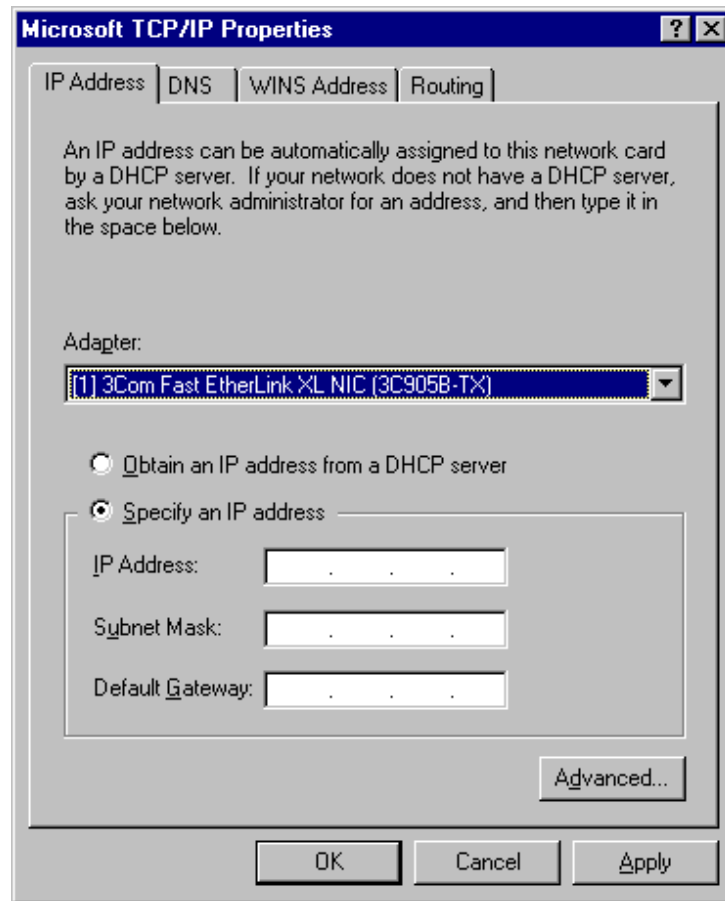 Microsoft TCP/IP Properties
IP Address DNS WINS Address Routing
An IP address can be automatically assigned to this network card
by a DHCP server. If your network does not have a DHCP server,
ask your network administrator for an address, and then type it in
the space below.
Adapter:
[1] 3Com Fast EtherLink XL NIC (3C905B-TX)
Obtain an IP address from a DHCP server
Specify an IP address
IP Address: . . .
Subnet Mask: . . .
Default Gateway: . . .
Advanced...
OK Cancel Apply